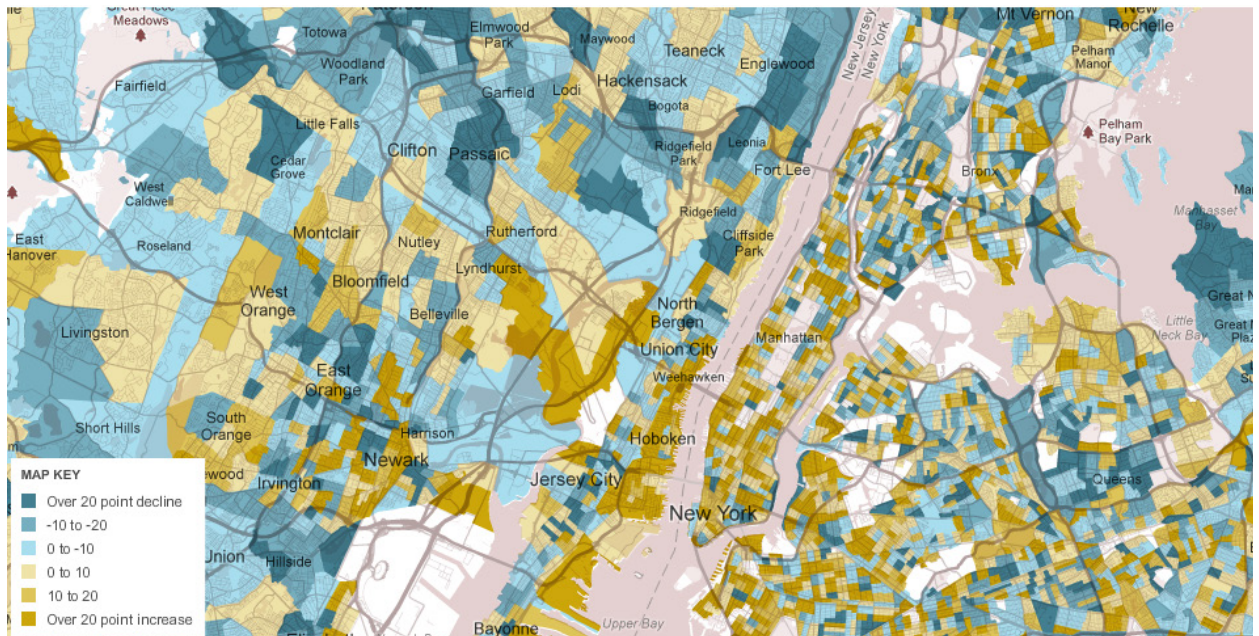 Great Piece
Meadows
Totowa
Woodland
Park
Fairfield
Elmwood
Park
Maywood
Teaneck
Hackensack
Englewood
New Jersey
New York
Mt Vernon
New
Rochelle
Pelham
Manor
Garfield
Lodi
Bogota
Little Falls
Clifton
Passaic
Cedar
Grove
Ridgefield
Park
Leonia
Fort Lee
Pelham
Bay Park
Bronx
West
Caldwell
Ridgefield
Cliffside
Park
Manhasset
Bay
East
Hanover
Roseland
Montclair
Nutley
Rutherford
Lyndhurst
West
Orange
Bloomfield
Belleville
North
Bergen
Union City
Weehawken
Manhattan
Great N
Little
Neck Bay
Great
Plaz
Livingston
East
Orange
Short Hills
South
Orange
Harrison
Newark
Hoboken
Jersey City
New York
Queens
ewood
Irvington
Union
Hillside
Bayonne
Upper Bay
MAP KEY
Over 20 point decline
-10 to -20
0 to -10
0 to 10
10 to 20
Over 20 point increase